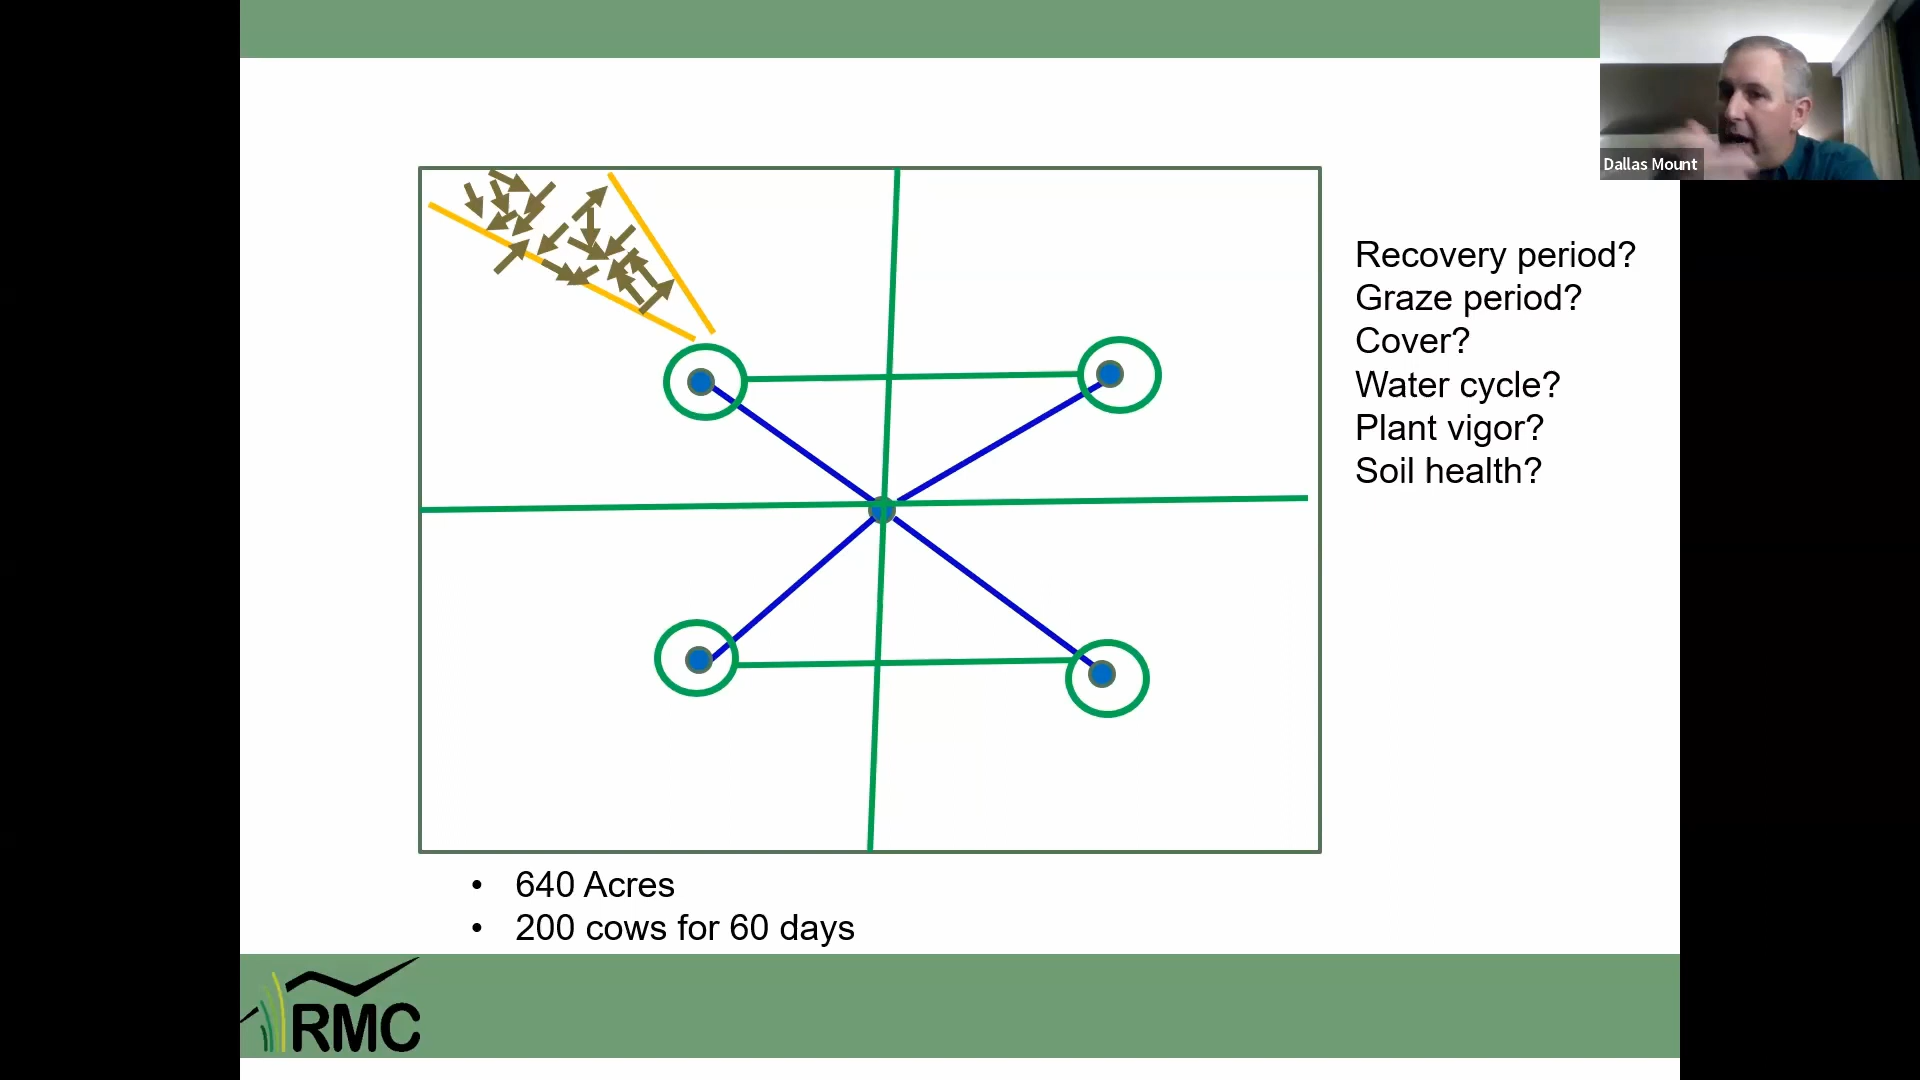 Dallas Mount
Recovery period?
Graze period?
Cover?
Water cycle?
Plant vigor?
Soil health?
• 640 Acres
• 200 cows for 60 days
RMC